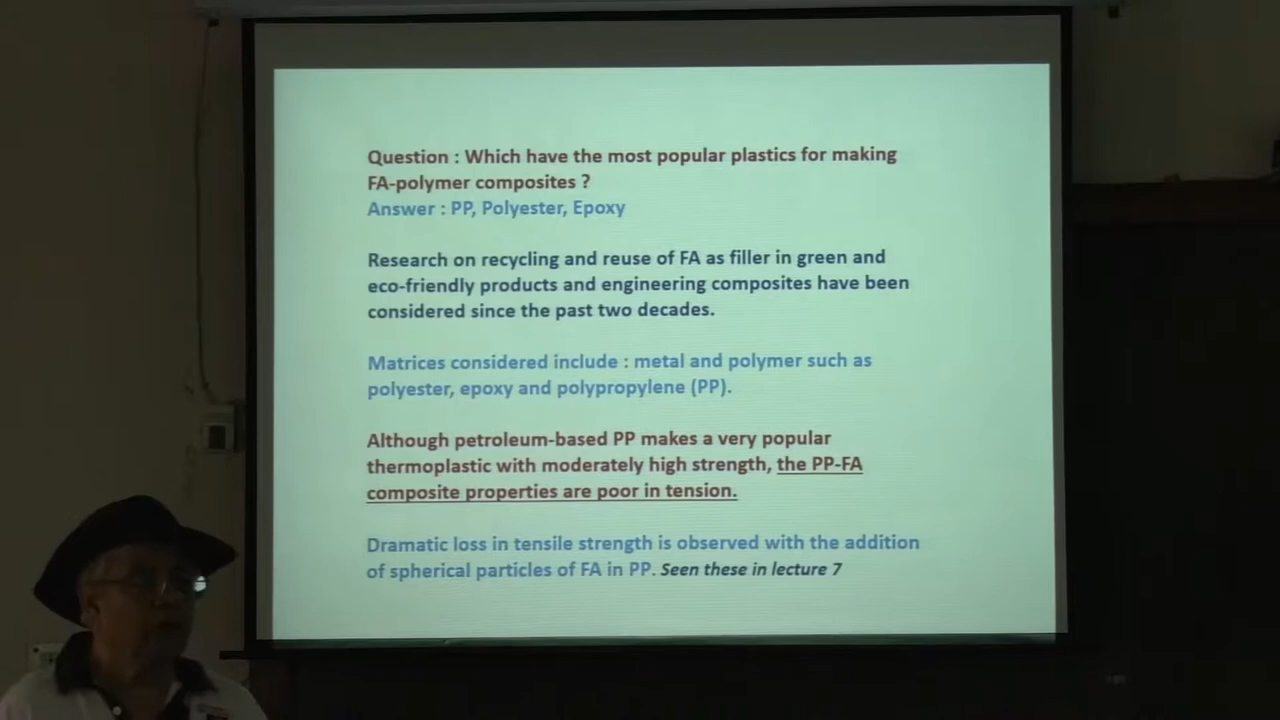 Question : Which have the most popular plastics for making
FA-polymer composites ?
Answer : PP, Polyester, Epoxy
Research on recycling and reuse of FA as filler in green and
eco-friendly products and engineering composites have been
considered since the past two decades.
Matrices considered include : metal and polymer such as
polyester, epoxy and polypropylene (PP).
Although petroleum-based PP makes a very popular
thermoplastic with moderately high strength, the PP-FA
composite properties are poor in tension.
Dramatic loss in tensile strength is observed with the addition
of spherical particles of FA in PP. Seen these in lecture 7